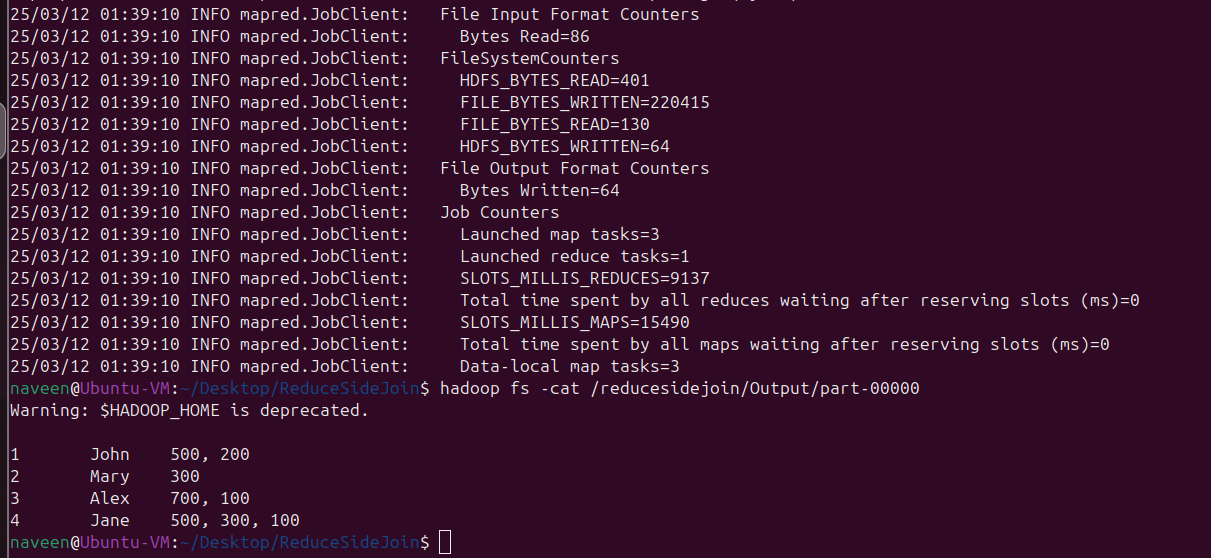 25/03/12 01:39:10 INFO mapred.JobClient:   File Input Format Counters
25/03/12 01:39:10 INFO mapred.JobClient:     Bytes Read=86
25/03/12 01:39:10 INFO mapred.JobClient:   FileSystemCounters
25/03/12 01:39:10 INFO mapred.JobClient:     HDFS_BYTES_READ=401
25/03/12 01:39:10 INFO mapred.JobClient:     FILE_BYTES_WRITTEN=220415
25/03/12 01:39:10 INFO mapred.JobClient:     FILE_BYTES_READ=130
25/03/12 01:39:10 INFO mapred.JobClient:     HDFS_BYTES_WRITTEN=64
25/03/12 01:39:10 INFO mapred.JobClient:   File Output Format Counters
25/03/12 01:39:10 INFO mapred.JobClient:     Bytes Written=64
25/03/12 01:39:10 INFO mapred.JobClient:   Job Counters
25/03/12 01:39:10 INFO mapred.JobClient:     Launched map tasks=3
25/03/12 01:39:10 INFO mapred.JobClient:     Launched reduce tasks=1
25/03/12 01:39:10 INFO mapred.JobClient:     SLOTS_MILLIS_REDUCES=9137
25/03/12 01:39:10 INFO mapred.JobClient:     Total time spent by all reduces waiting after reserving slots (ms)=0
25/03/12 01:39:10 INFO mapred.JobClient:     SLOTS_MILLIS_MAPS=15490
25/03/12 01:39:10 INFO mapred.JobClient:     Total time spent by all maps waiting after reserving slots (ms)=0
25/03/12 01:39:10 INFO mapred.JobClient:     Data-local map tasks=3
naveen@Ubuntu-VM:~/Desktop/ReduceSideJoin$ hadoop fs -cat /reducesidejoin/Output/part-00000
Warning: $HADOOP_HOME is deprecated.
1       John    500, 200
2       Mary    300
3       Alex    700, 100
4       Jane    500, 300, 100
naveen@Ubuntu-VM:~/Desktop/ReduceSideJoin$